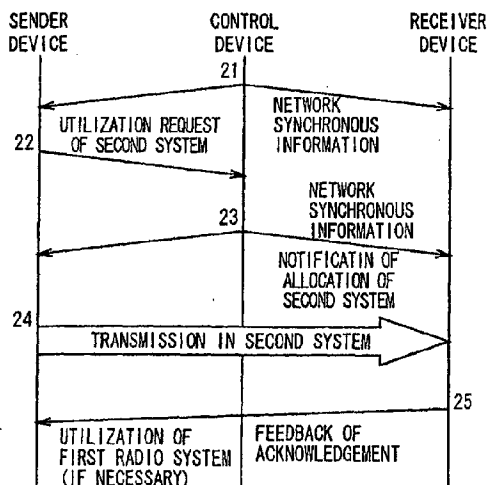 SENDER
DEVICE
CONTROL
DEVICE
RECEIVER
DEVICE
21
NETWORK
SYNCHRONOUS
INFORMATION
22
UTILIZATION REQUEST
OF SECOND SYSTEM
23
NETWORK
SYNCHRONOUS
INFORMATION
NOTIFICATIN OF
ALLOCATION OF
SECOND SYSTEM
24
TRANSMISSION IN SECOND SYSTEM
25
UTILIZATION OF
FIRST RADIO SYSTEM
(IF NECESSARY)
FEEDBACK OF
ACKNOWLEDGEMENT